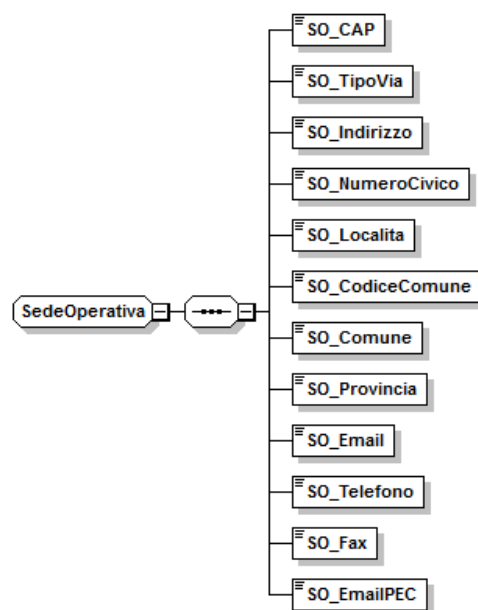 SO_CAP
SO_TipoVia
SO_Indirizzo
SO_NumeroCivico
SO_Localita
SedeOperativa
SO_CodiceComune
SO_Comune
SO_Provincia
SO_Email
SO_Telefono
SO_Fax
SO_EmailPEC